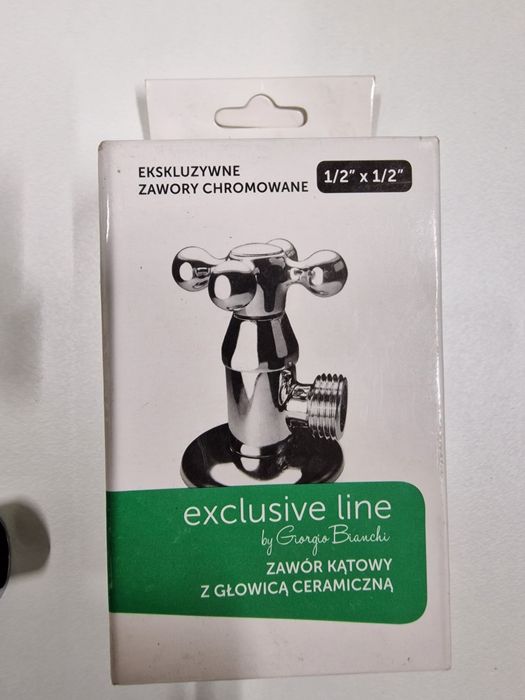 EKSKLUZYWNE
ZAWORY CHROMOWANE
1/2" x 1/2"
exclusive line
by Giorgio Bianchi
ZAWÓR KĄTOWY
Z GŁOWICĄ CERAMICZNĄ